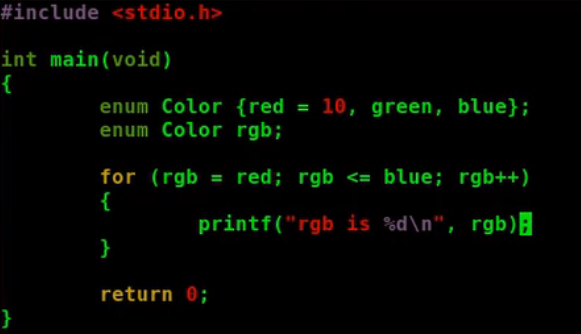 #include <stdio.h>
int main(void)
{
enum Color {red = 10, green, blue};
enum Color rgb;
for (rgb = red; rgb <= blue; rgb++)
{
printf("rgb is %d\n", rgb);
}
return 0;
}